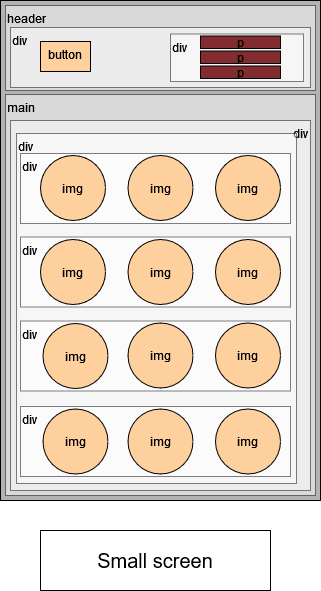 header
div
button
div
p
p
p
main
div
div
div
img img img
div
img img img
div
img img img
div
img img img
Small screen